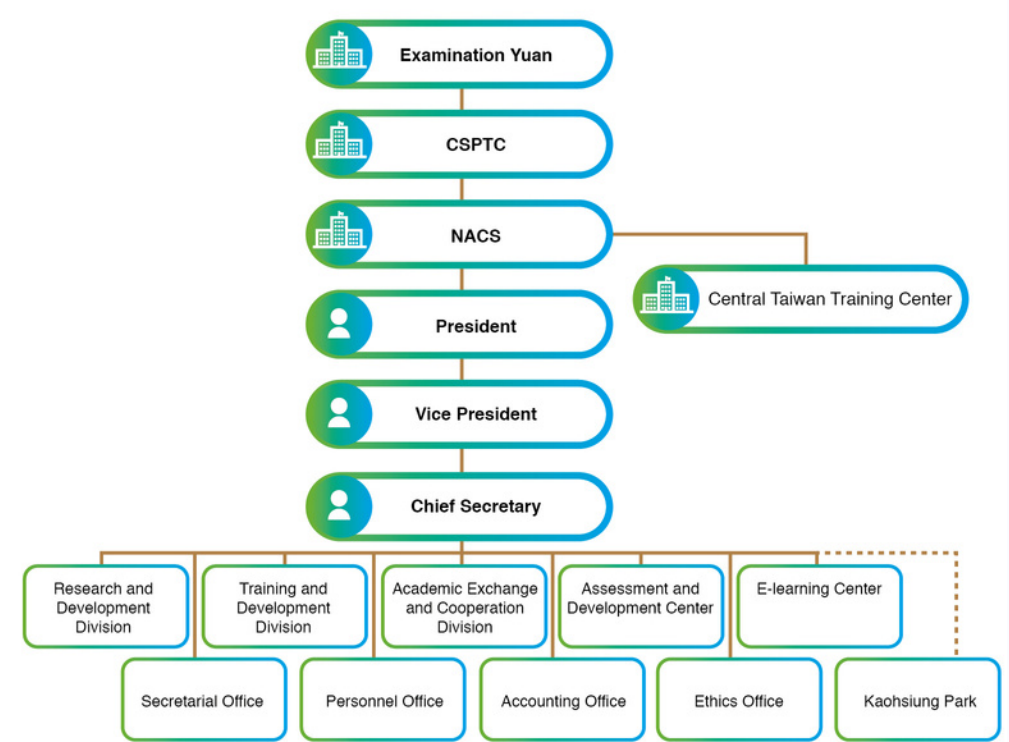 Examination Yuan
CSPTC
NACS
Central Taiwan Training Center
President
Vice President
Chief Secretary
Research and
Development
Division
Training and
Development
Division
Academic Exchange
and Cooperation
Division
Assessment and
Development Center
E-learning Center
Secretarial Office
Personnel Office
Accounting Office
Ethics Office
Kaohsiung Park